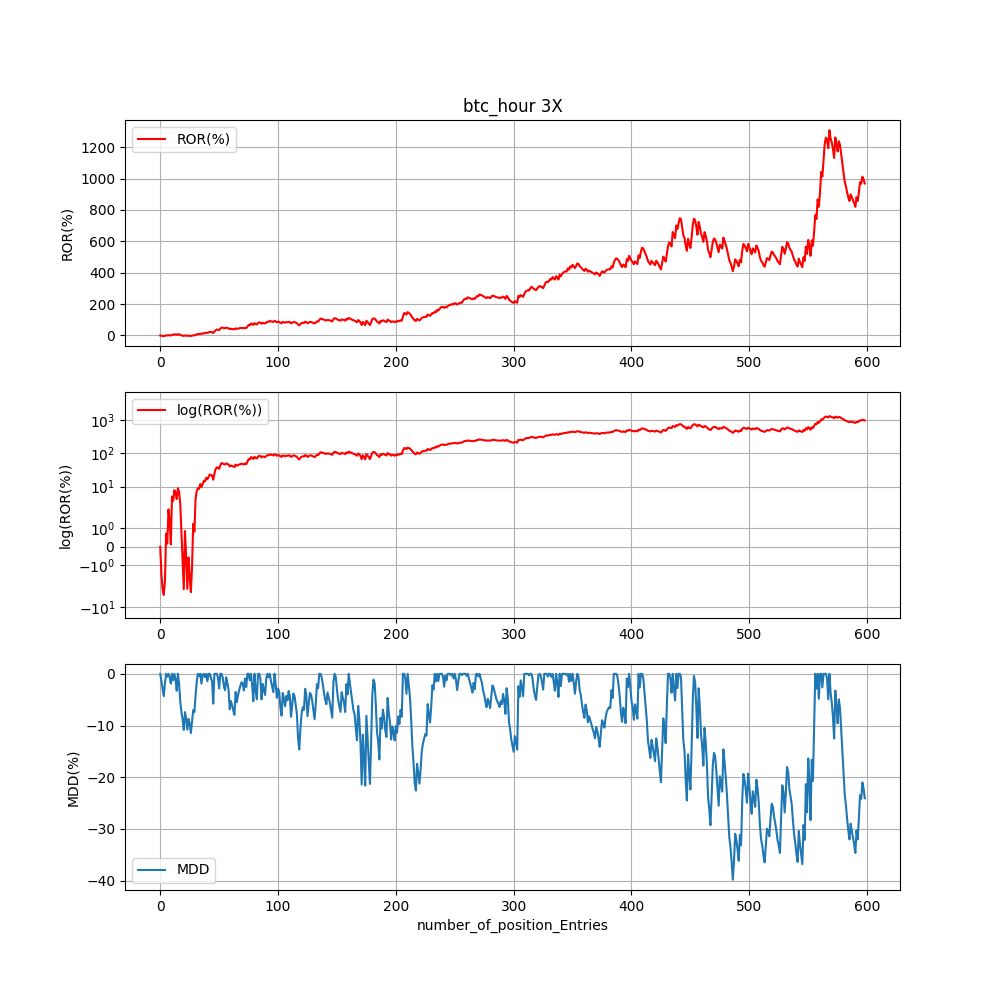 btc_hour 3X
ROR(%)
ROR(%)
1200
1000
800
600
400
200
0
0 100 200 300 400 500 600
log(ROR(%))
log(ROR(%))
10³
10²
10¹
10⁰
0
−10⁰
−10¹
0 100 200 300 400 500 600
MDD(%)
0
−10
−20
−30
−40
MDD
0 100 200 300 400 500 600
number_of_position_Entries